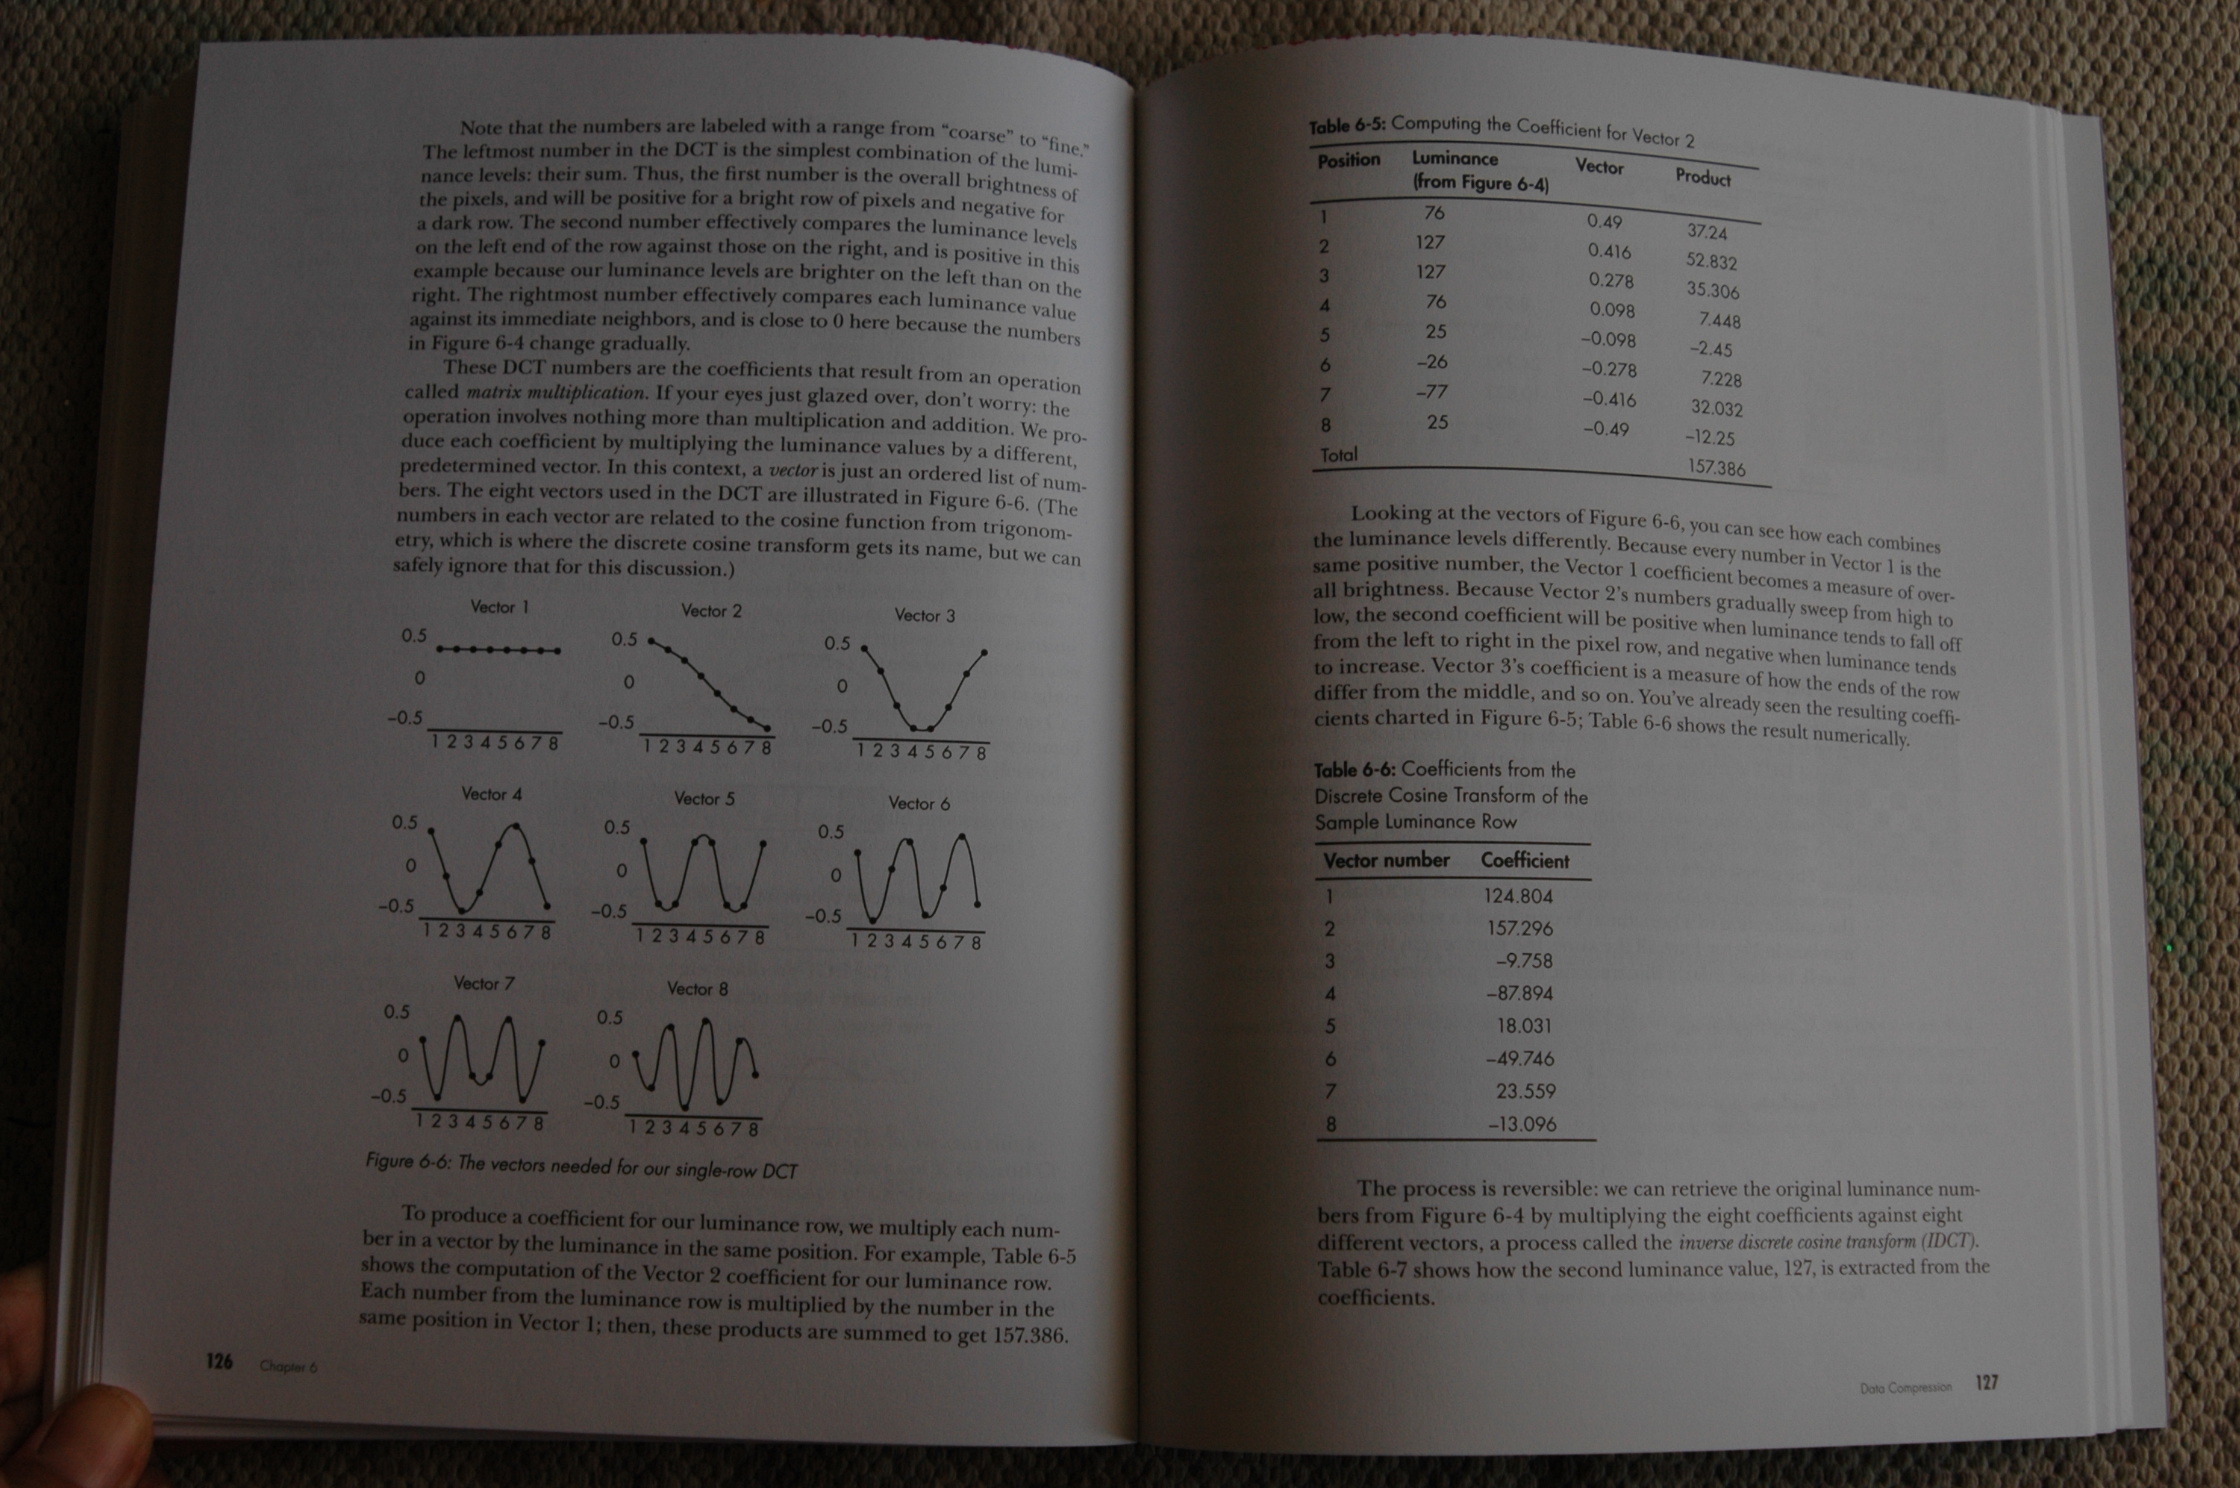 Note that the numbers are labeled with a range from “coarse” to “fine.”
The leftmost number in the DCT is the simplest combination of the lumi-
nance levels: their sum. Thus, the first number is the overall brightness of
the pixels, and will be positive for a bright row of pixels and negative for
a dark row. The second number effectively compares the luminance levels
on the left end of the row against those on the right, and is positive in this
example because our luminance levels are brighter on the left than on the
right. The rightmost number effectively compares each luminance value
against its immediate neighbors, and is close to 0 here because the numbers
in Figure 6-4 change gradually.
These DCT numbers are the coefficients that result from an operation
called matrix multiplication. If your eyes just glazed over, don’t worry: the
operation involves nothing more than multiplication and addition. We pro-
duce each coefficient by multiplying the luminance values by a different,
predetermined vector. In this context, a vector is just an ordered list of num-
bers. The eight vectors used in the DCT are illustrated in Figure 6-6. (The
numbers in each vector are related to the cosine function from trigonom-
etry, which is where the discrete cosine transform gets its name, but we can
safely ignore that for this discussion.)
Vector 1 Vector 2 Vector 3
0.5 0.5 0.5
0 0 0
−0.5 −0.5 −0.5
1 2 3 4 5 6 7 8 1 2 3 4 5 6 7 8 1 2 3 4 5 6 7 8
Vector 4 Vector 5 Vector 6
0.5 0.5 0.5
0 0 0
−0.5 −0.5 −0.5
1 2 3 4 5 6 7 8 1 2 3 4 5 6 7 8 1 2 3 4 5 6 7 8
Vector 7 Vector 8
0.5 0.5
0 0
−0.5 −0.5
1 2 3 4 5 6 7 8 1 2 3 4 5 6 7 8
Figure 6-6: The vectors needed for our single-row DCT
To produce a coefficient for our luminance row, we multiply each num-
ber in a vector by the luminance in the same position. For example, Table 6-5
shows the computation of the Vector 2 coefficient for our luminance row.
Each number from the luminance row is multiplied by the number in the
same position in Vector 1; then, these products are summed to get 157.386.
126 Chapter 6
Table 6-5: Computing the Coefficient for Vector 2
Position Luminance Vector Product
(from Figure 6-4)
1 76 0.49 37.24
2 127 0.416 52.832
3 127 0.278 35.306
4 76 0.098 7.448
5 25 −0.098 −2.45
6 −26 −0.278 7.228
7 −77 −0.416 32.032
8 25 −0.49 −12.25
Total 157.386
Looking at the vectors of Figure 6-6, you can see how each combines
the luminance levels differently. Because every number in Vector 1 is the
same positive number, the Vector 1 coefficient becomes a measure of over-
all brightness. Because Vector 2’s numbers gradually sweep from high to
low, the second coefficient will be positive when luminance tends to fall off
from the left to right in the pixel row, and negative when luminance tends
to increase. Vector 3’s coefficient is a measure of how the ends of the row
differ from the middle, and so on. You’ve already seen the resulting coeffi-
cients charted in Figure 6-5; Table 6-6 shows the result numerically.
Table 6-6: Coefficients from the
Discrete Cosine Transform of the
Sample Luminance Row
Vector number Coefficient
1 124.804
2 157.296
3 −9.758
4 −87.894
5 18.031
6 −49.746
7 23.559
8 −13.096
The process is reversible: we can retrieve the original luminance num-
bers from Figure 6-4 by multiplying the eight coefficients against eight
different vectors, a process called the inverse discrete cosine transform (IDCT).
Table 6-7 shows how the second luminance value, 127, is extracted from the
coefficients.
Data Compression 127